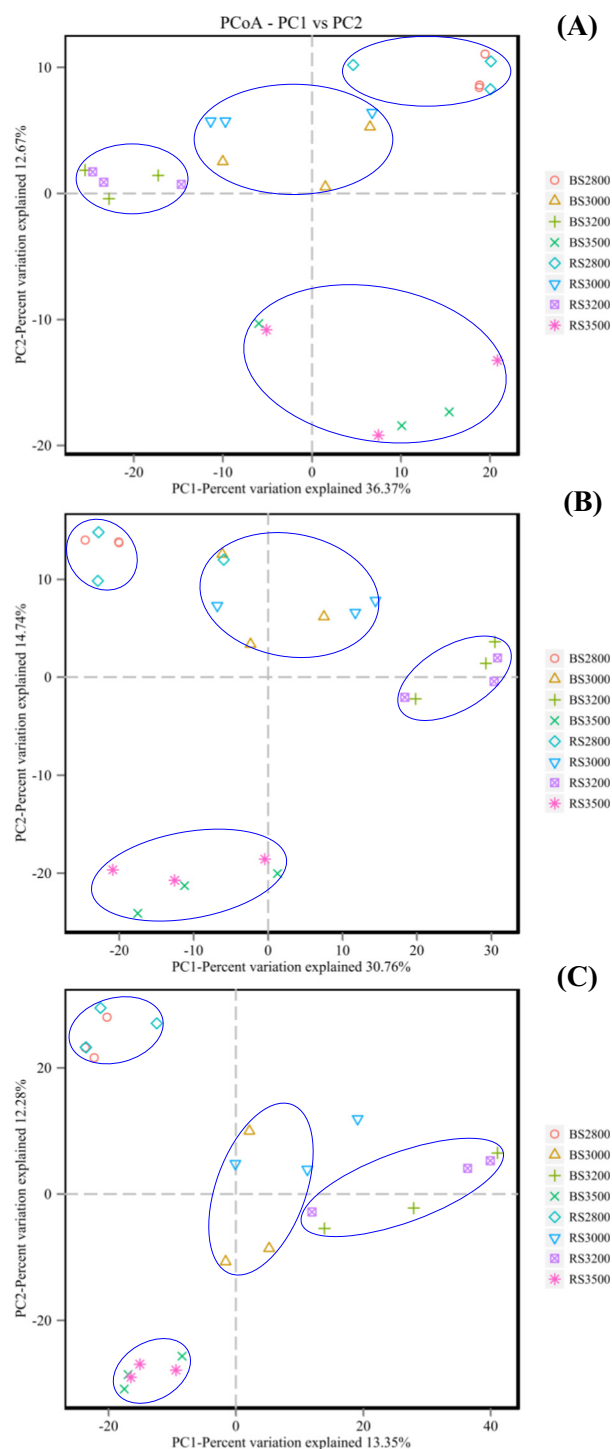 PCoA - PC1 vs PC2
(A)
10
0
-10
-20
PC2-Percent variation explained 12.67%
-20
-10
0
10
20
PC1-Percent variation explained 36.37%
BS2800
BS3000
BS3200
BS3500
RS2800
RS3000
RS3200
RS3500
(B)
10
0
-10
-20
PC2-Percent variation explained 14.74%
-20
-10
0
10
20
30
PC1-Percent variation explained 30.76%
BS2800
BS3000
BS3200
BS3500
RS2800
RS3000
RS3200
RS3500
(C)
20
0
-20
PC2-Percent variation explained 12.28%
-20
0
20
40
PC1-Percent variation explained 13.35%
BS2800
BS3000
BS3200
BS3500
RS2800
RS3000
RS3200
RS3500